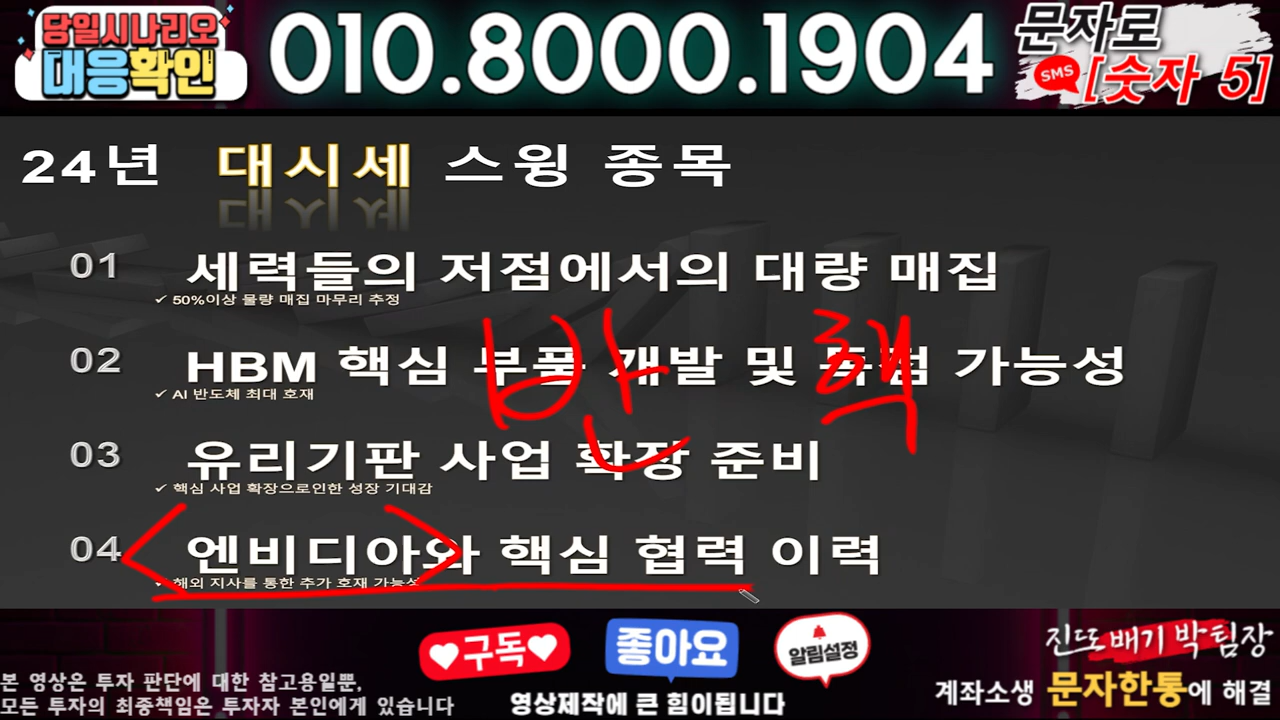 당일시나리오
대응확인
010.8000.1904
문자로
SMS
[숫자 5]
24년 대시세 스윙 종목
01 세력들의 저점에서의 대량 매집
✓ 50%이상 물량 매집 마무리 추정
02 HBM 핵심 부품 개발 및 독점 가능성
✓ AI 반도체 최대 호재
반 핵
03 유리기판 사업 확장 준비
✓ 핵심 사업 확장으로인한 성장 기대감
04 엔비디아와 핵심 협력 이력
✓ 해외 지사를 통한 추가 호재 가능성
구독
좋아요
알림설정
영상제작에 큰 힘이됩니다
본 영상은 투자 판단에 대한 참고용일뿐,
모든 투자의 최종책임은 투자자 본인에게 있습니다
진또배기 박팀장
계좌소생 문자한통에 해결